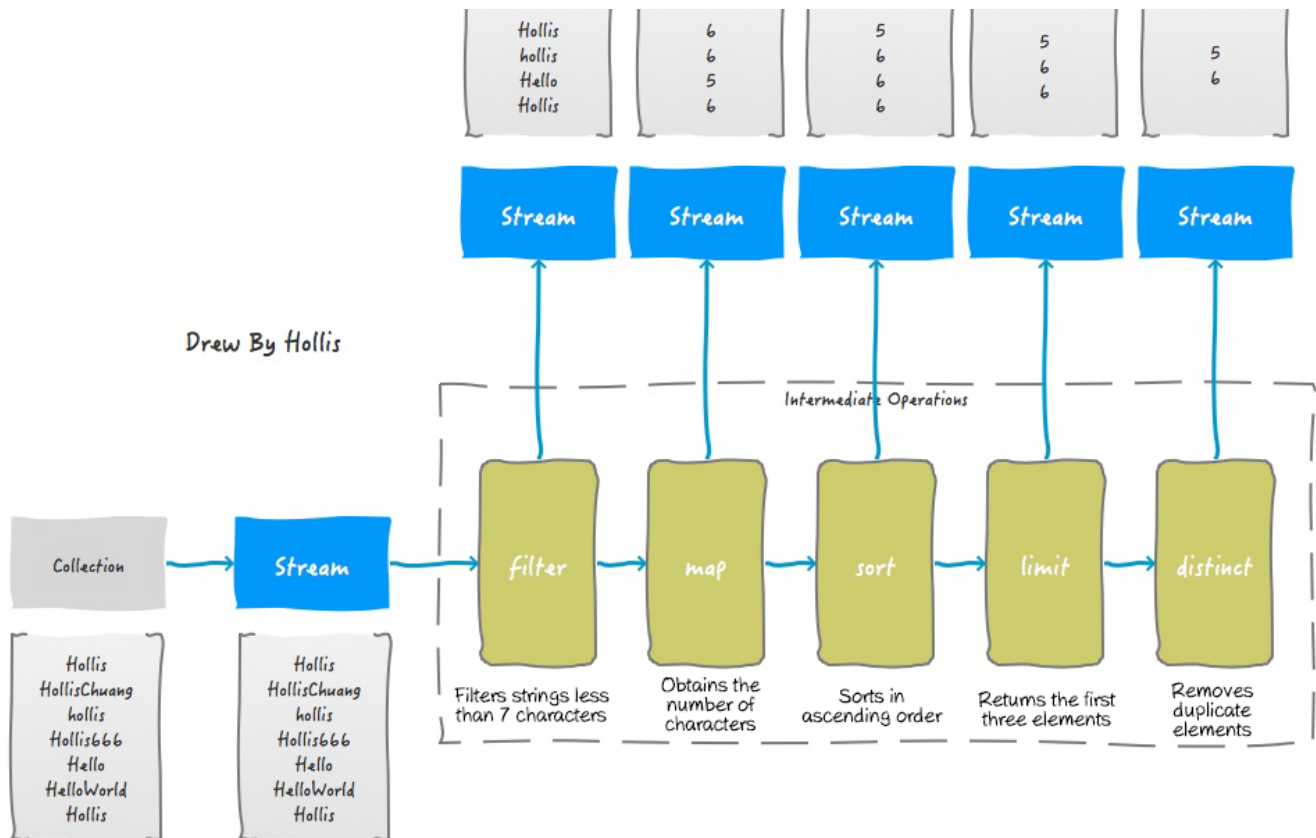 Hollis
hollis
Hello
Hollis
6
6
5
6
5
6
6
6
5
6
6
5
6
Stream
Stream
Stream
Stream
Stream
Drew By Hollis
Intermediate Operations
Collection
Stream
filter
map
sort
limit
distinct
Filters strings less
than 7 characters
Obtains the
number of
characters
Sorts in
ascending order
Returns the first
three elements
Removes
duplicate
elements
Hollis
HollisChuang
hollis
Hollis666
Hello
HelloWorld
Hollis
Hollis
HollisChuang
hollis
Hollis666
Hello
HelloWorld
Hollis